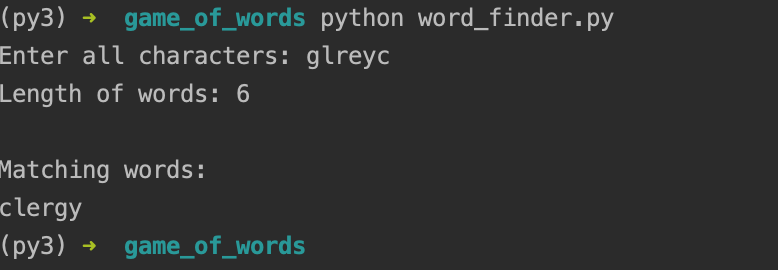 (py3) ➜  game_of_words python word_finder.py
Enter all characters: glreyc
Length of words: 6

Matching words:
clergy
(py3) ➜  game_of_words